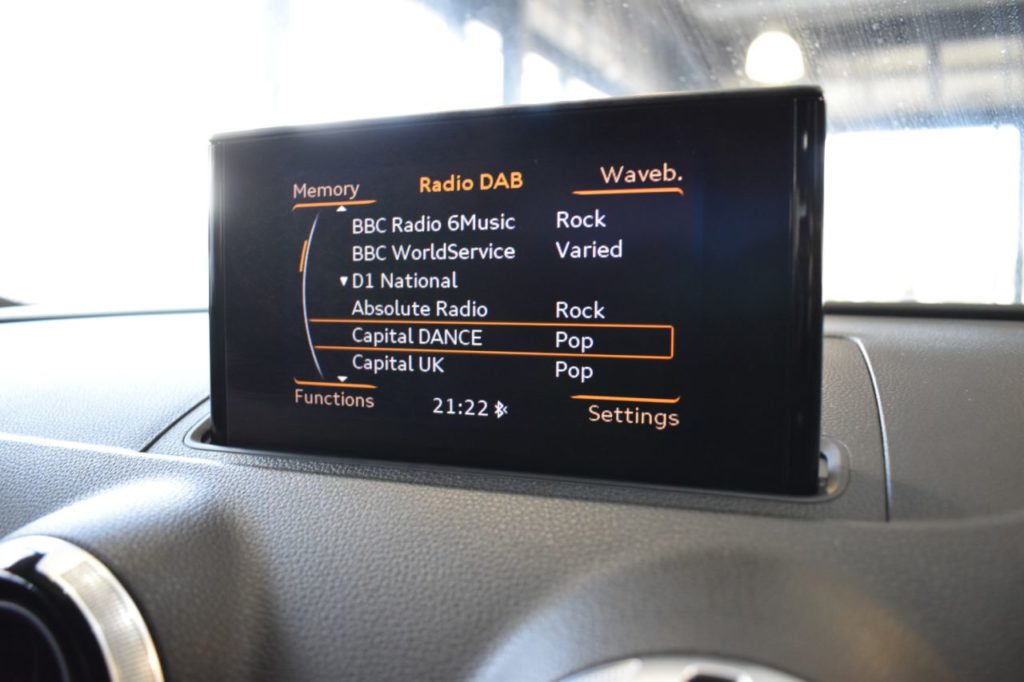 Memory Radio DAB Waveb.
BBC Radio 6Music Rock
BBC WorldService Varied
D1 National
Absolute Radio Rock
Capital DANCE Pop
Capital UK Pop
Functions 21:22 Settings